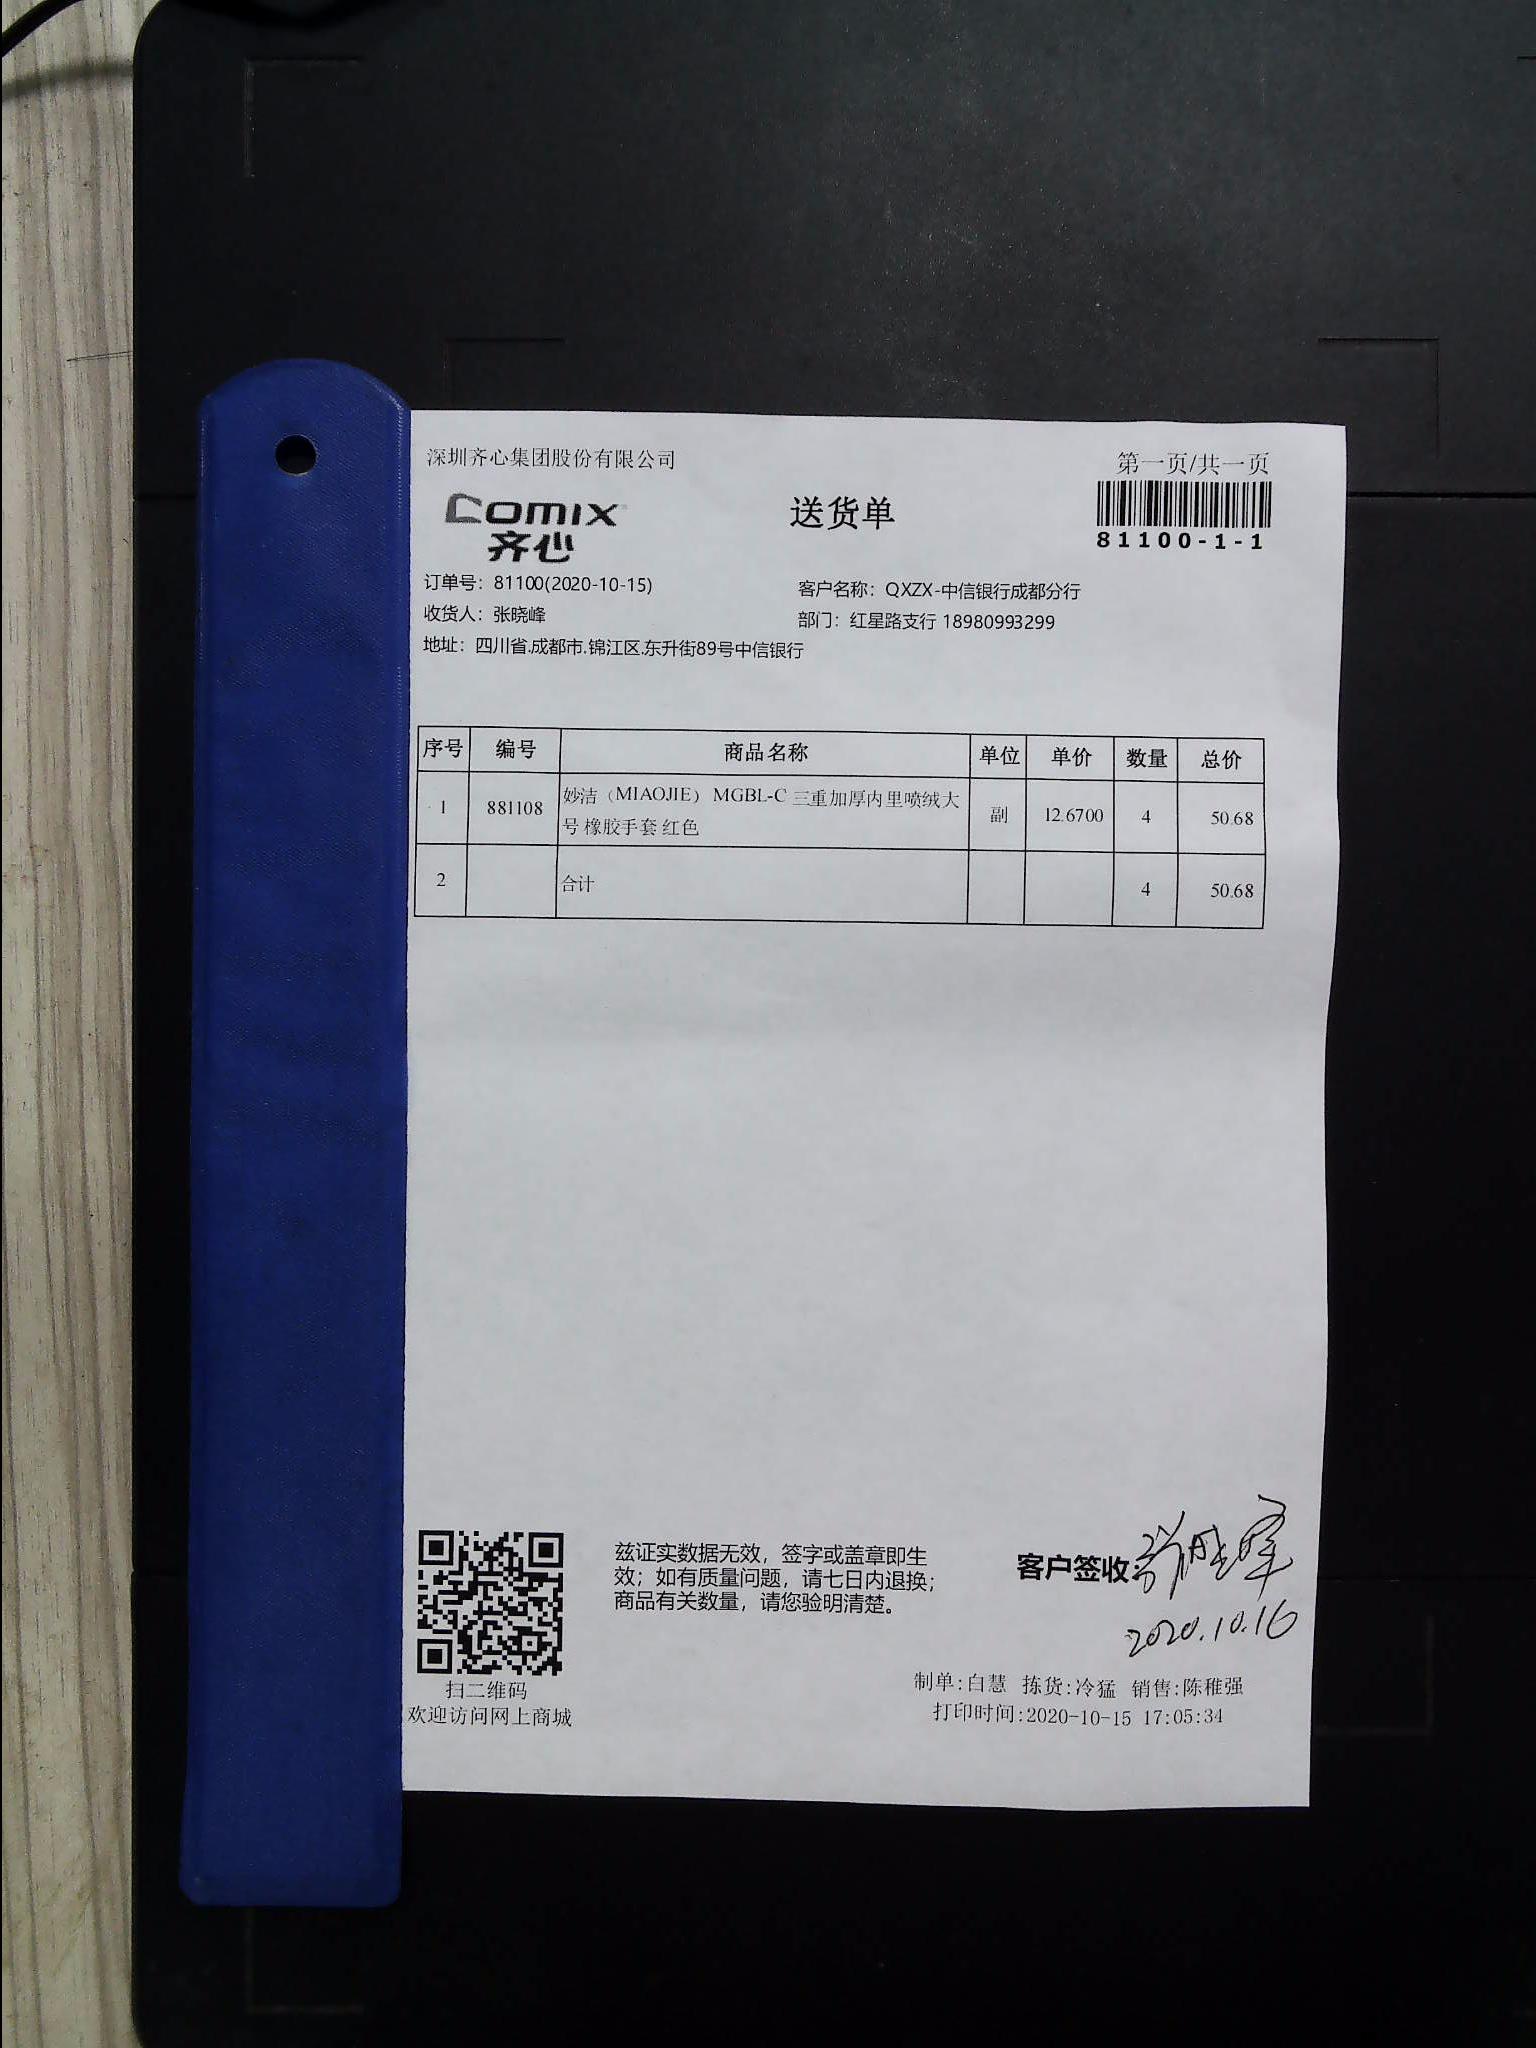 深圳齐心集团股份有限公司
第一页/共一页
comix
齐心
送货单
81100-1-1
订单号：81100(2020-10-15)
客户名称：QXZX-中信银行成都分行
收货人：张晓峰
部门：红星路支行 18980993299
地址：四川省.成都市.锦江区.东升街89号中信银行
序号 编号 商品名称 单位 单价 数量 总价
1 881108 妙洁（MIAOJIE） MGBL-C 三重加厚内里喷绒大 副 12.6700 4 50.68
号 橡胶手套 红色
2 合计 4 50.68
兹证实数据无效，签字或盖章即生
效；如有质量问题，请七日内退换；
商品有关数量，请您验明清楚。
客户签收:
2020.10.16
扫二维码
欢迎访问网上商城
制单:白慧 拣货:冷猛 销售:陈稚强
打印时间:2020-10-15 17:05:34